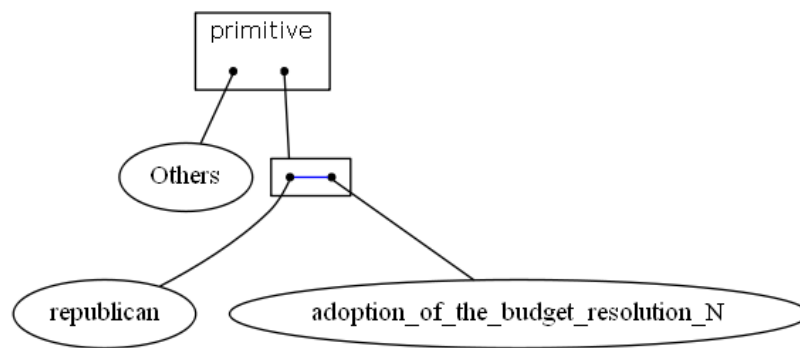 primitive
Others
republican
adoption_of_the_budget_resolution_N